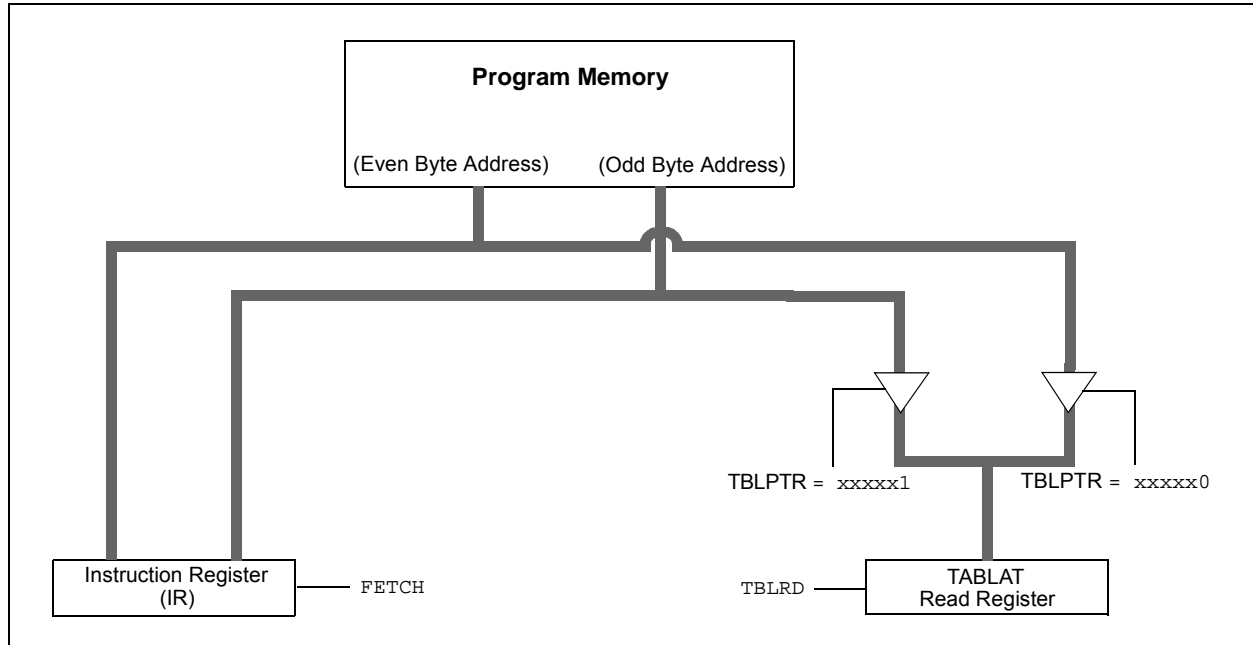 Program Memory
(Even Byte Address)
(Odd Byte Address)
TBLPTR = xxxxx1
TBLPTR = xxxxx0
Instruction Register
(IR)
FETCH
TBLRD
TABLAT
Read Register